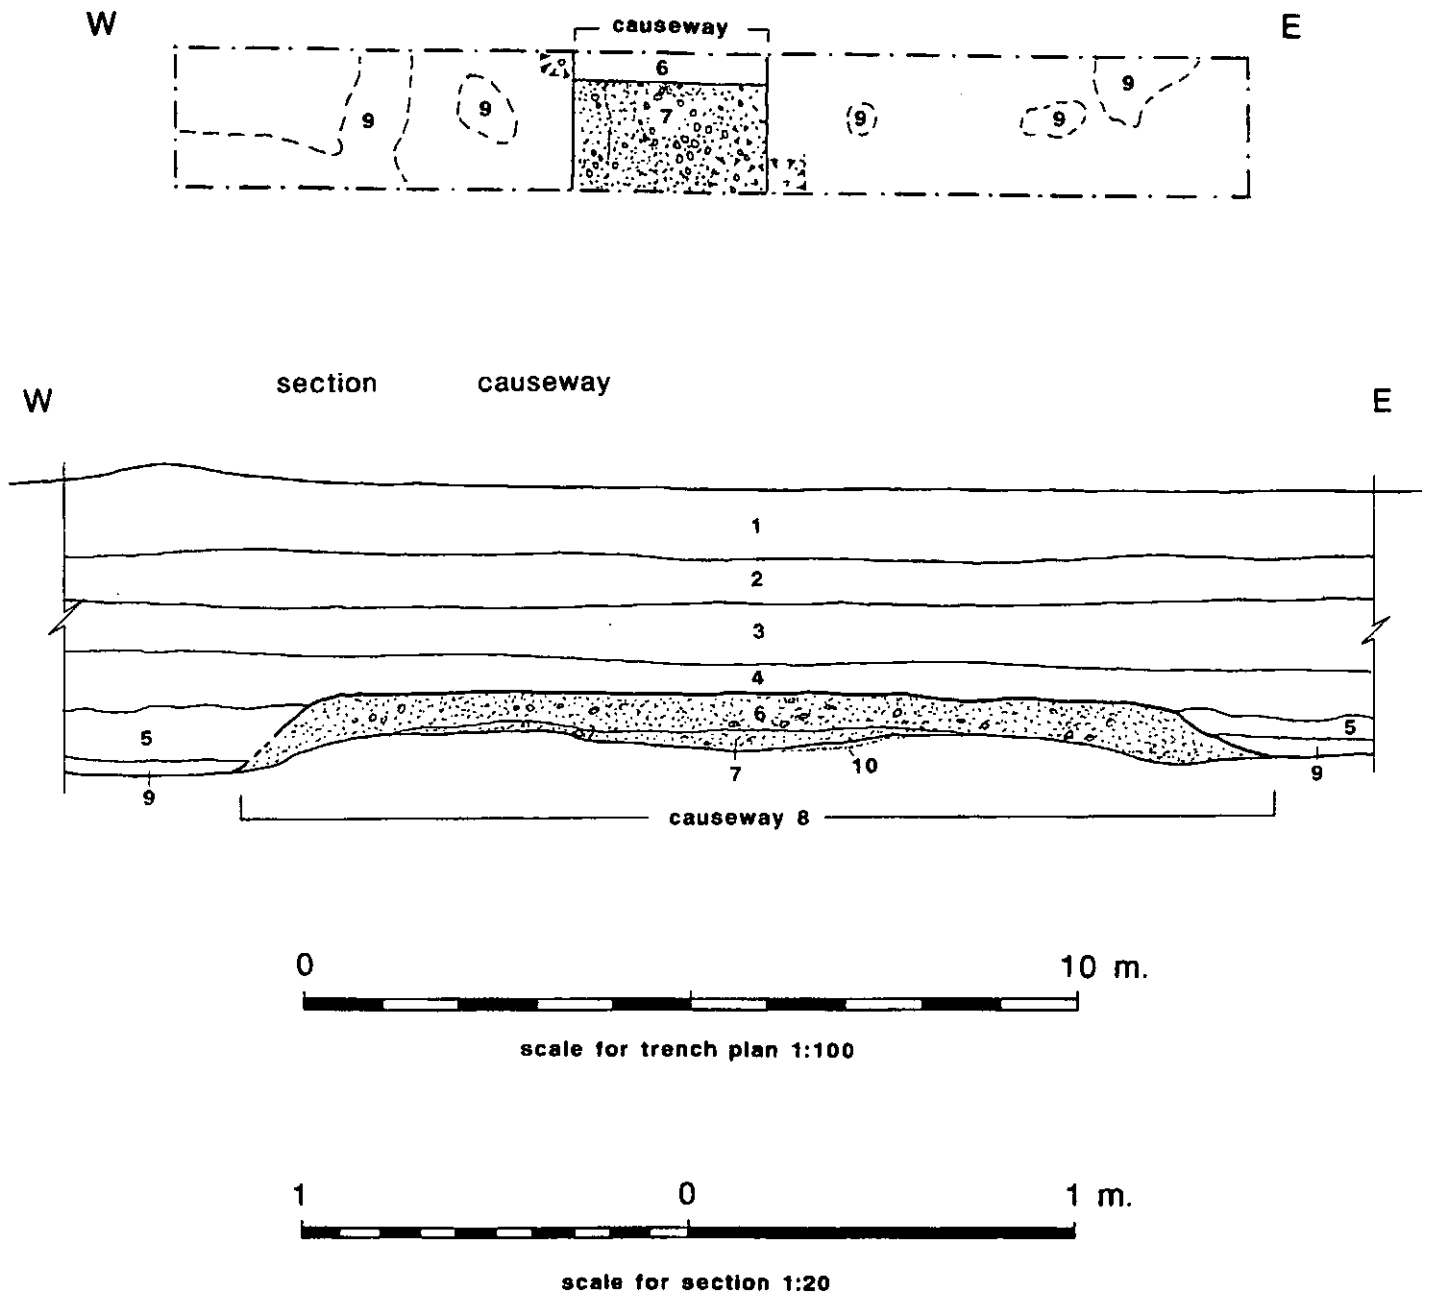 W causeway E
6
9 9 7 9 9 9
section causeway
W E
1
2
3
4
6
5 5
7 10
9 9
causeway 8
0 10 m.
scale for trench plan 1:100
1 0 1 m.
scale for section 1:20